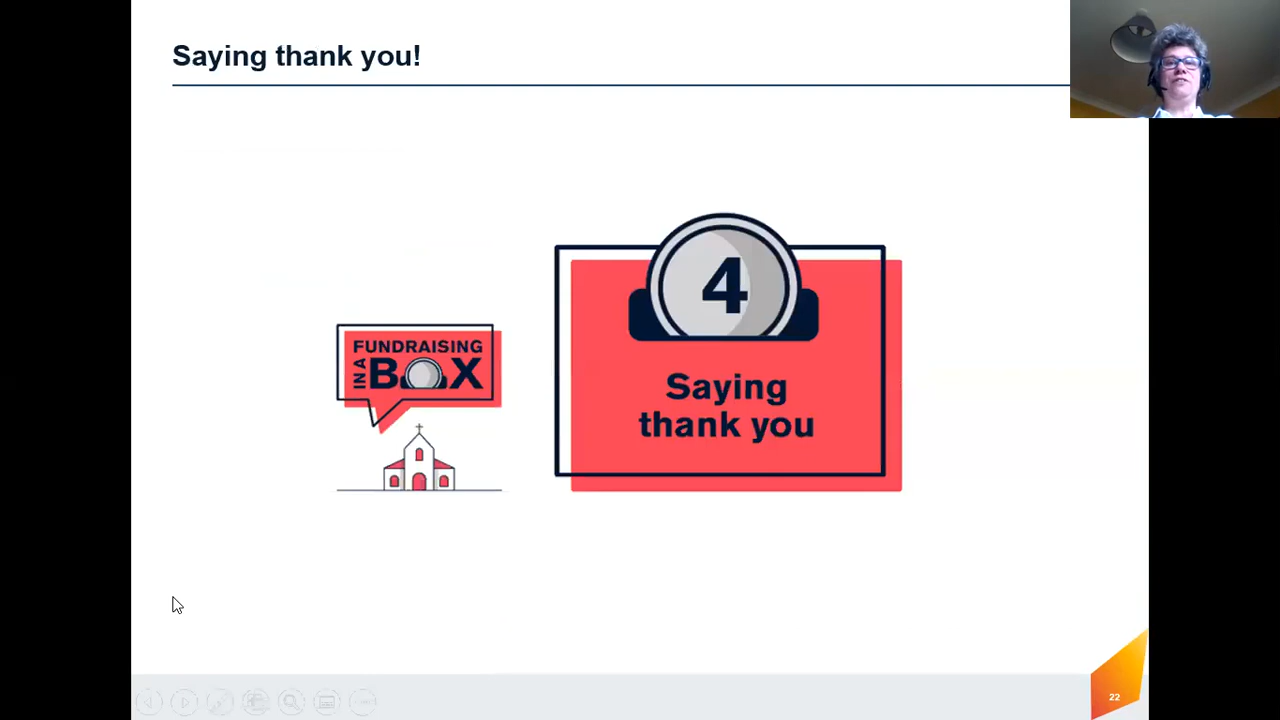 Saying thank you!
FUNDRAISING
IN A BOX
4
Saying
thank you
22